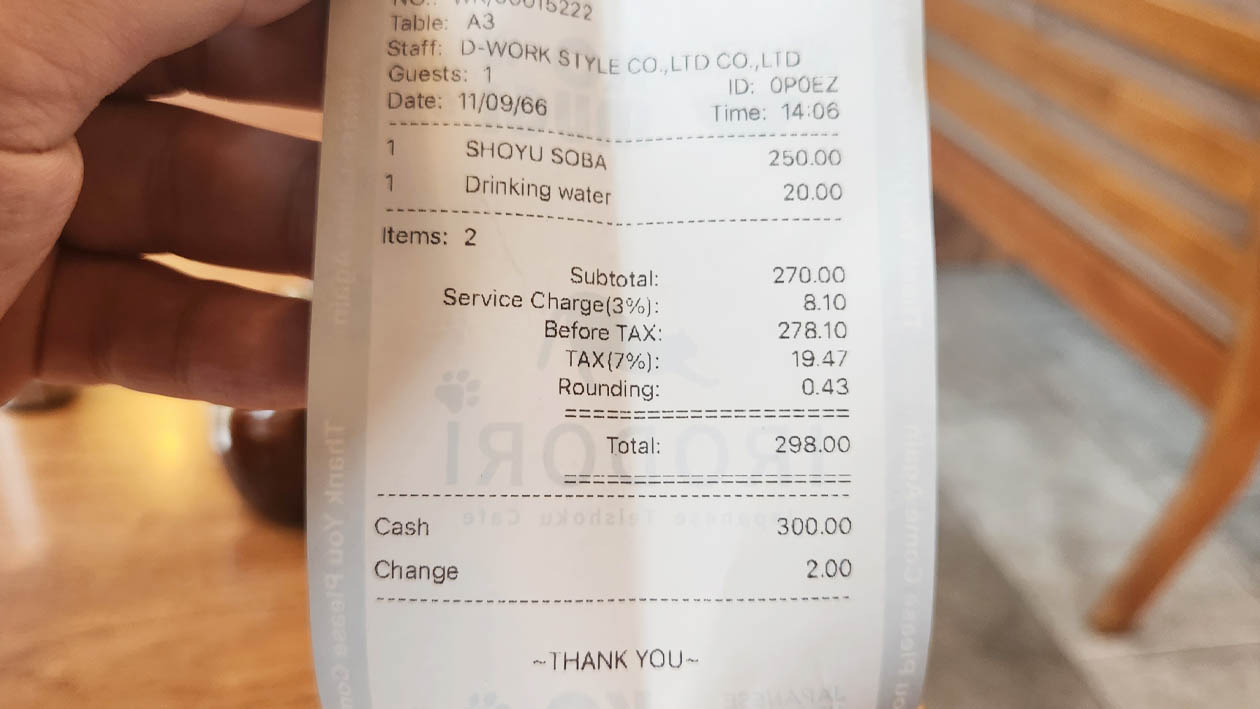 Table: A3
Staff: D-WORK STYLE CO.,LTD CO.,LTD
Guests: 1 ID: 0P0EZ
Date: 11/09/66 Time: 14:06
1 SHOYU SOBA 250.00
1 Drinking water 20.00
Items: 2
Subtotal: 270.00
Service Charge(3%): 8.10
Before TAX: 278.10
TAX(7%): 19.47
Rounding: 0.43
Total: 298.00
Cash 300.00
Change 2.00
~THANK YOU~